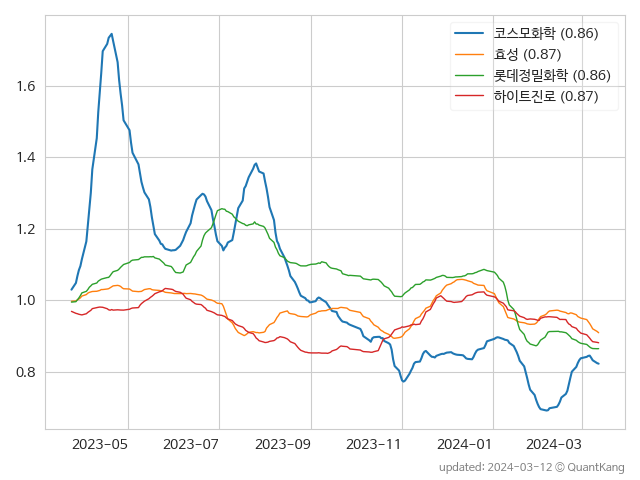 코스모화학 (0.86)
효성 (0.87)
롯데정밀화학 (0.86)
하이트진로 (0.87)
1.6
1.4
1.2
1.0
0.8
2023-05 2023-07 2023-09 2023-11 2024-01 2024-03
updated: 2024-03-12 © QuantKang